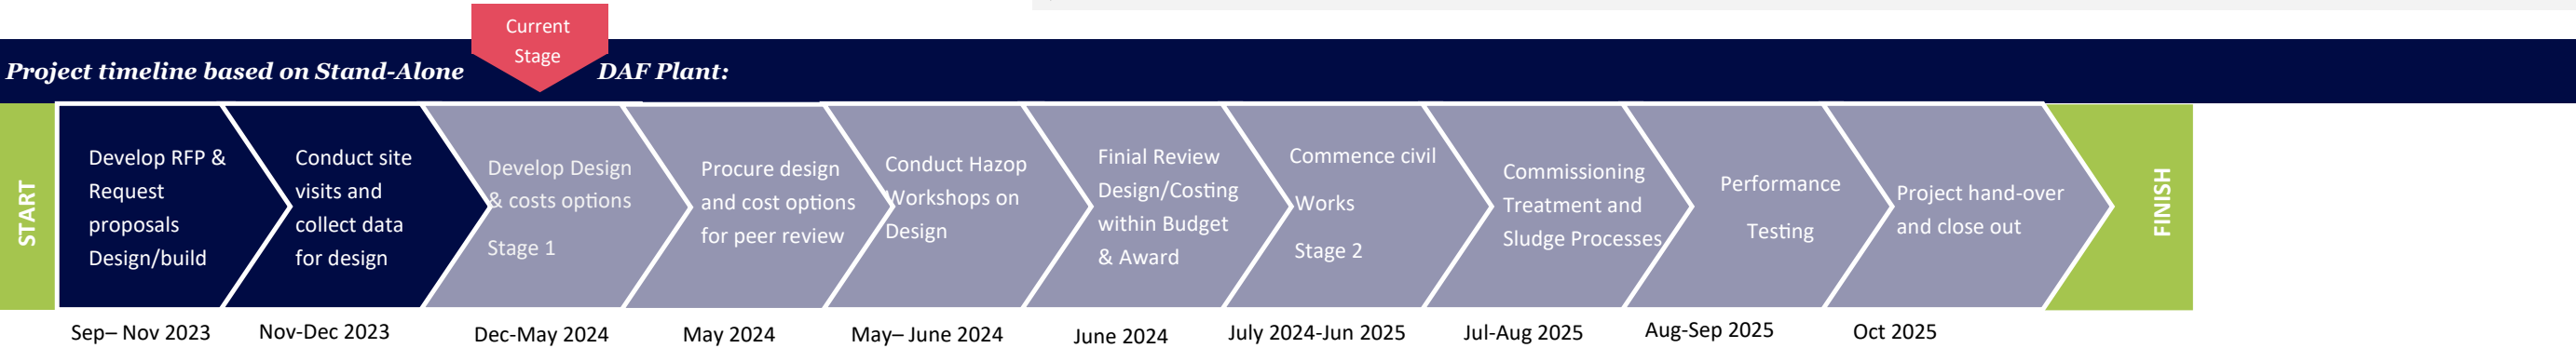 Current
Stage
Project timeline based on Stand-Alone DAF Plant:
START
Develop RFP &
Request
proposals
Design/build
Conduct site
visits and
collect data
for design
Develop Design
& costs options
Stage 1
Procure design
and cost options
for peer review
Conduct Hazop
Workshops on
Design
Finial Review
Design/Costing
within Budget
& Award
Commence civil
Works
Stage 2
Commissioning
Treatment and
Sludge Processes
Performance
Testing
Project hand-over
and close out
FINISH
Sep– Nov 2023
Nov-Dec 2023
Dec-May 2024
May 2024
May– June 2024
June 2024
July 2024-Jun 2025
Jul-Aug 2025
Aug-Sep 2025
Oct 2025